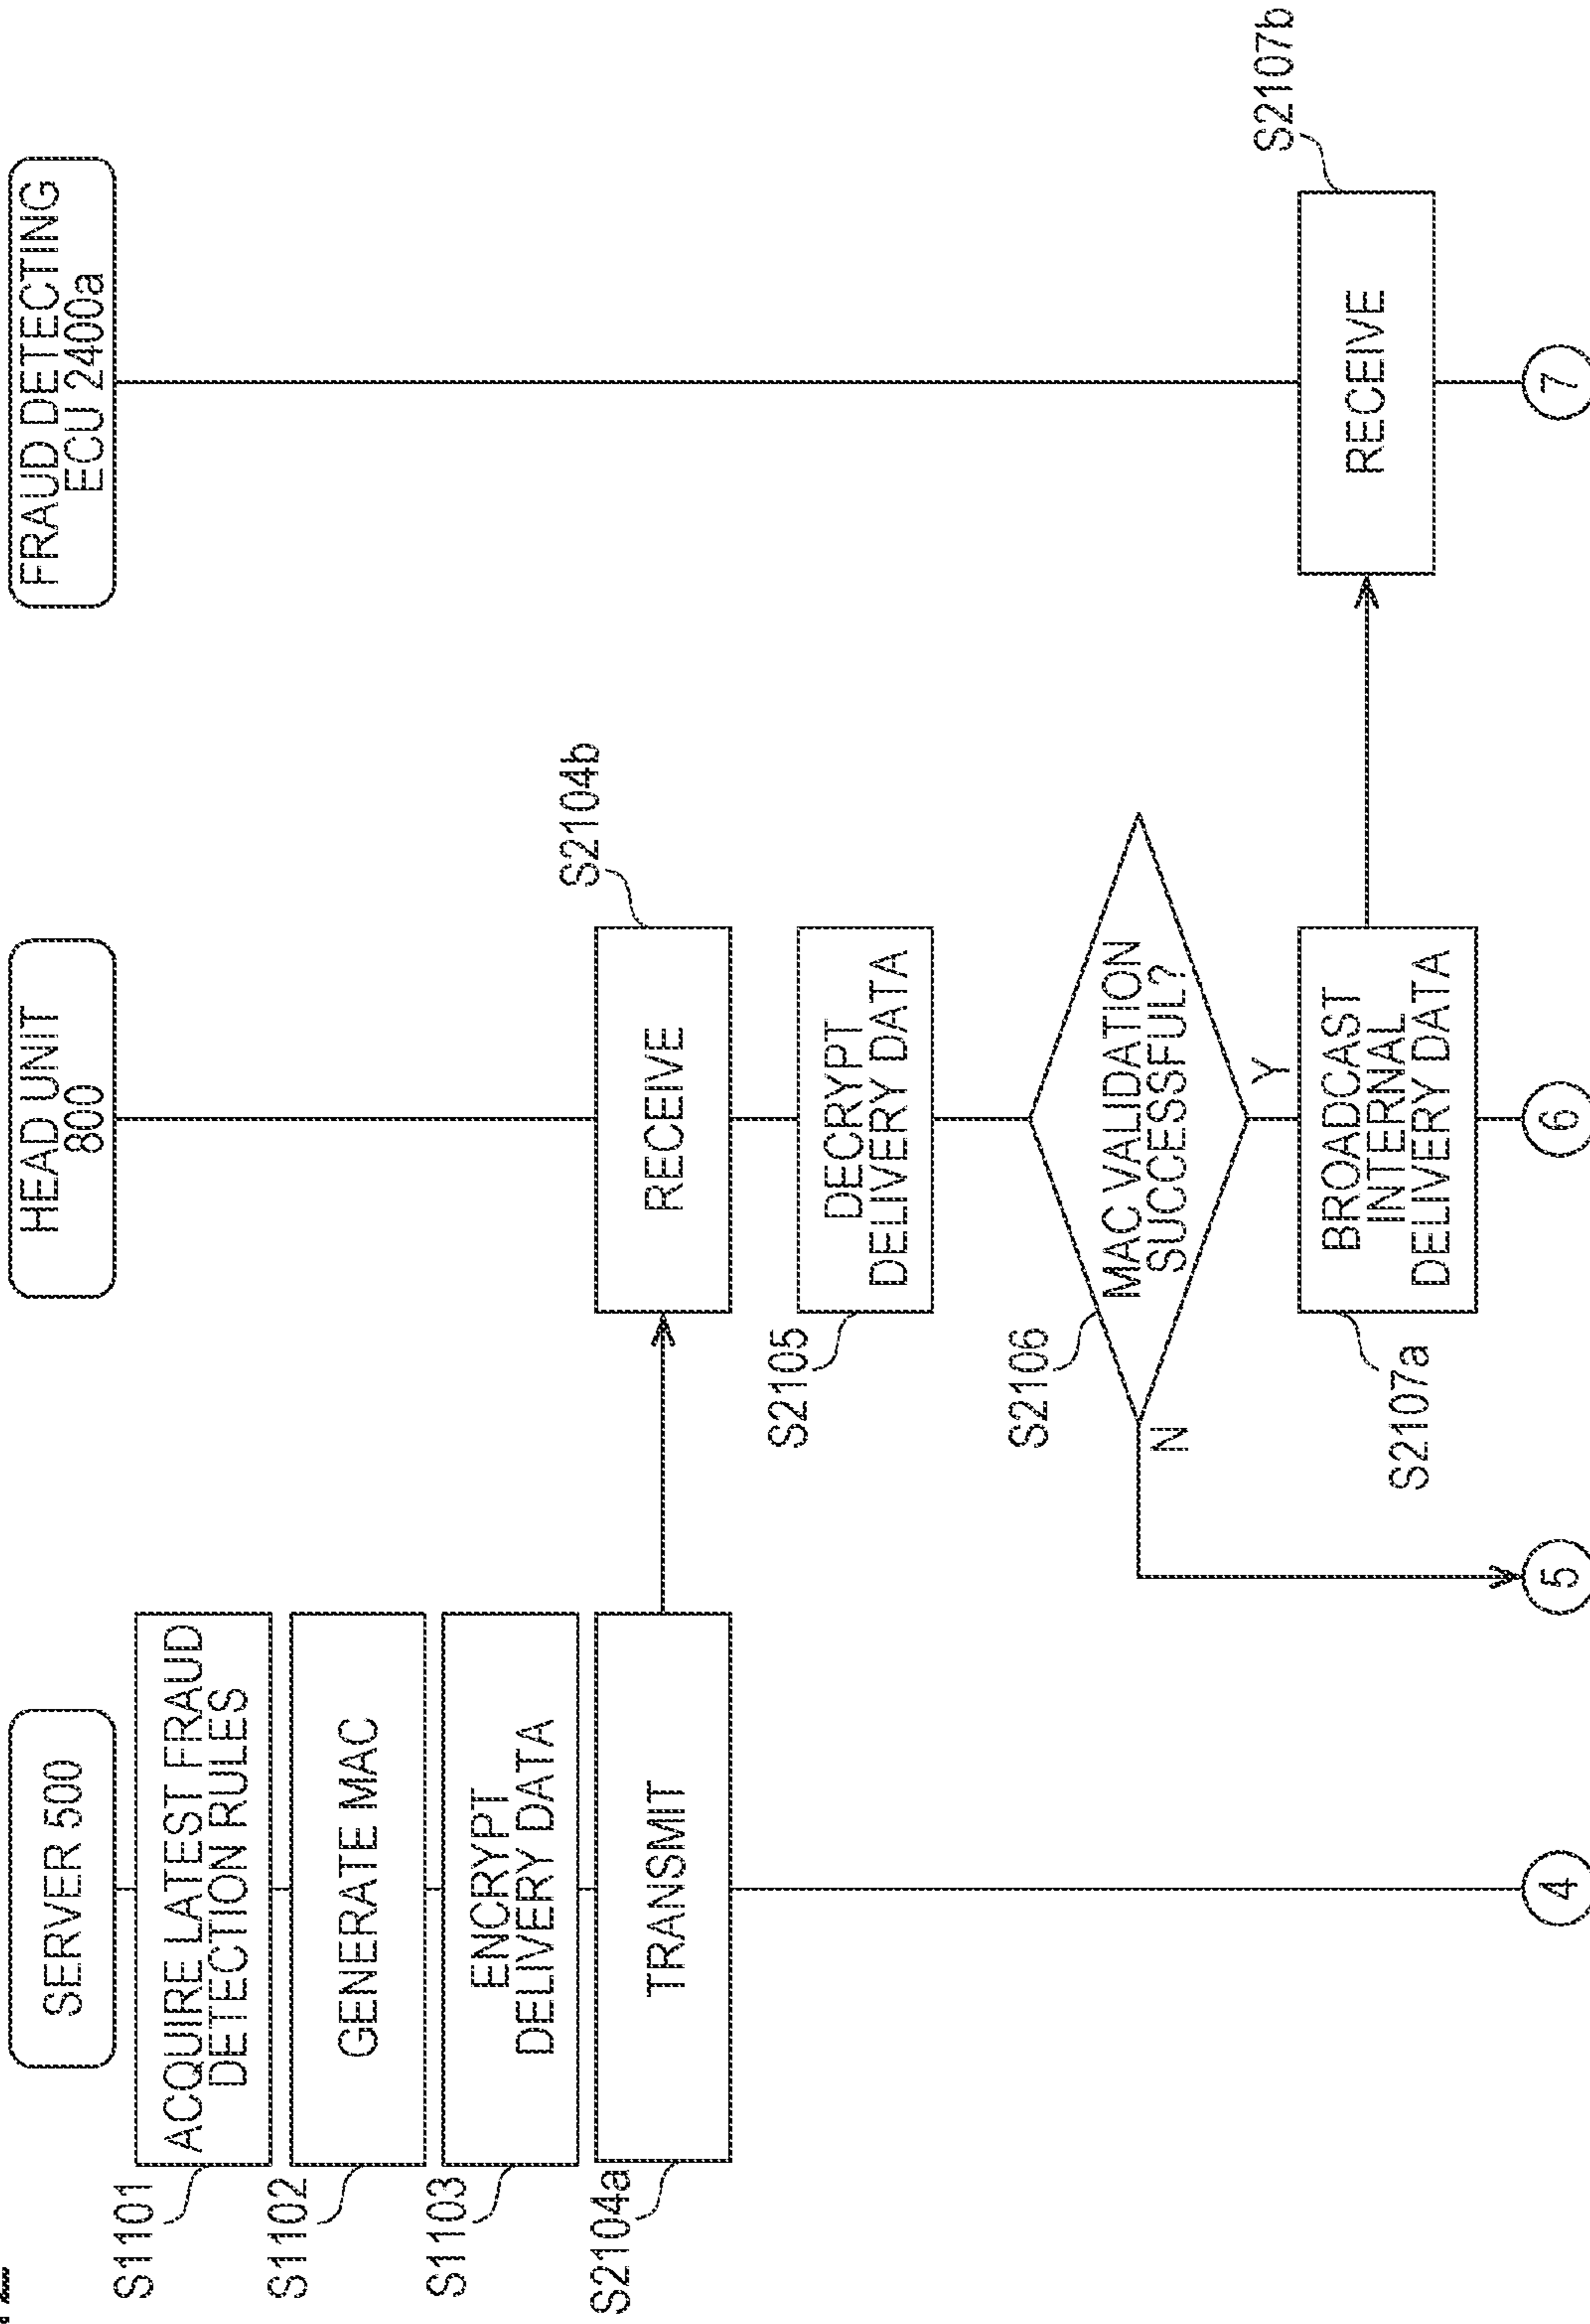 SERVER 500
HEAD UNIT
800
FRAUD DETECTING
ECU 2400a
S1101
ACQUIRE LATEST FRAUD
DETECTION RULES
S1102
GENERATE MAC
S1103
ENCRYPT
DELIVERY DATA
S2104a
TRANSMIT
S2104b
RECEIVE
S2105
DECRYPT
DELIVERY DATA
S2106
MAC VALIDATION
SUCCESSFUL?
N
Y
S2107a
BROADCAST
INTERNAL
DELIVERY DATA
S2107b
RECEIVE
4
5
6
7